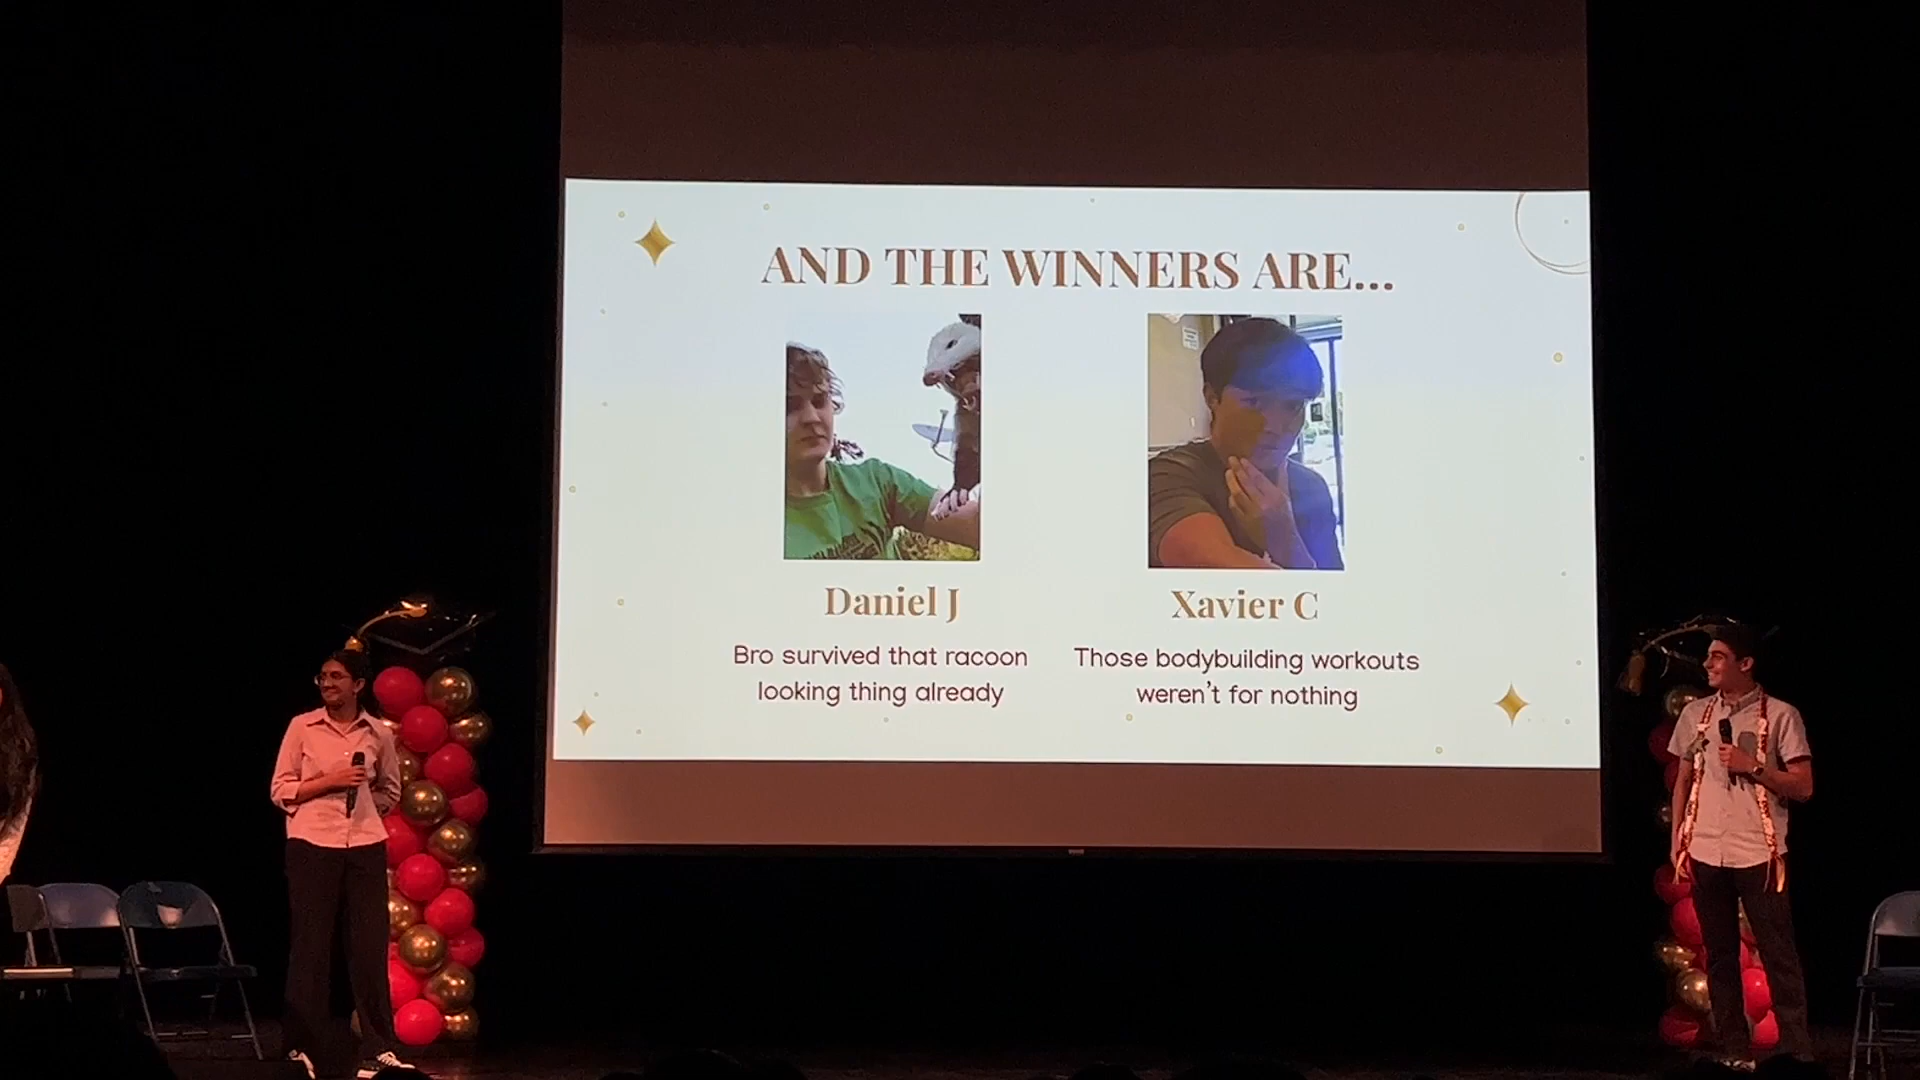 AND THE WINNERS ARE...
Daniel J
Bro survived that racoon
looking thing already
Xavier C
Those bodybuilding workouts
weren't for nothing